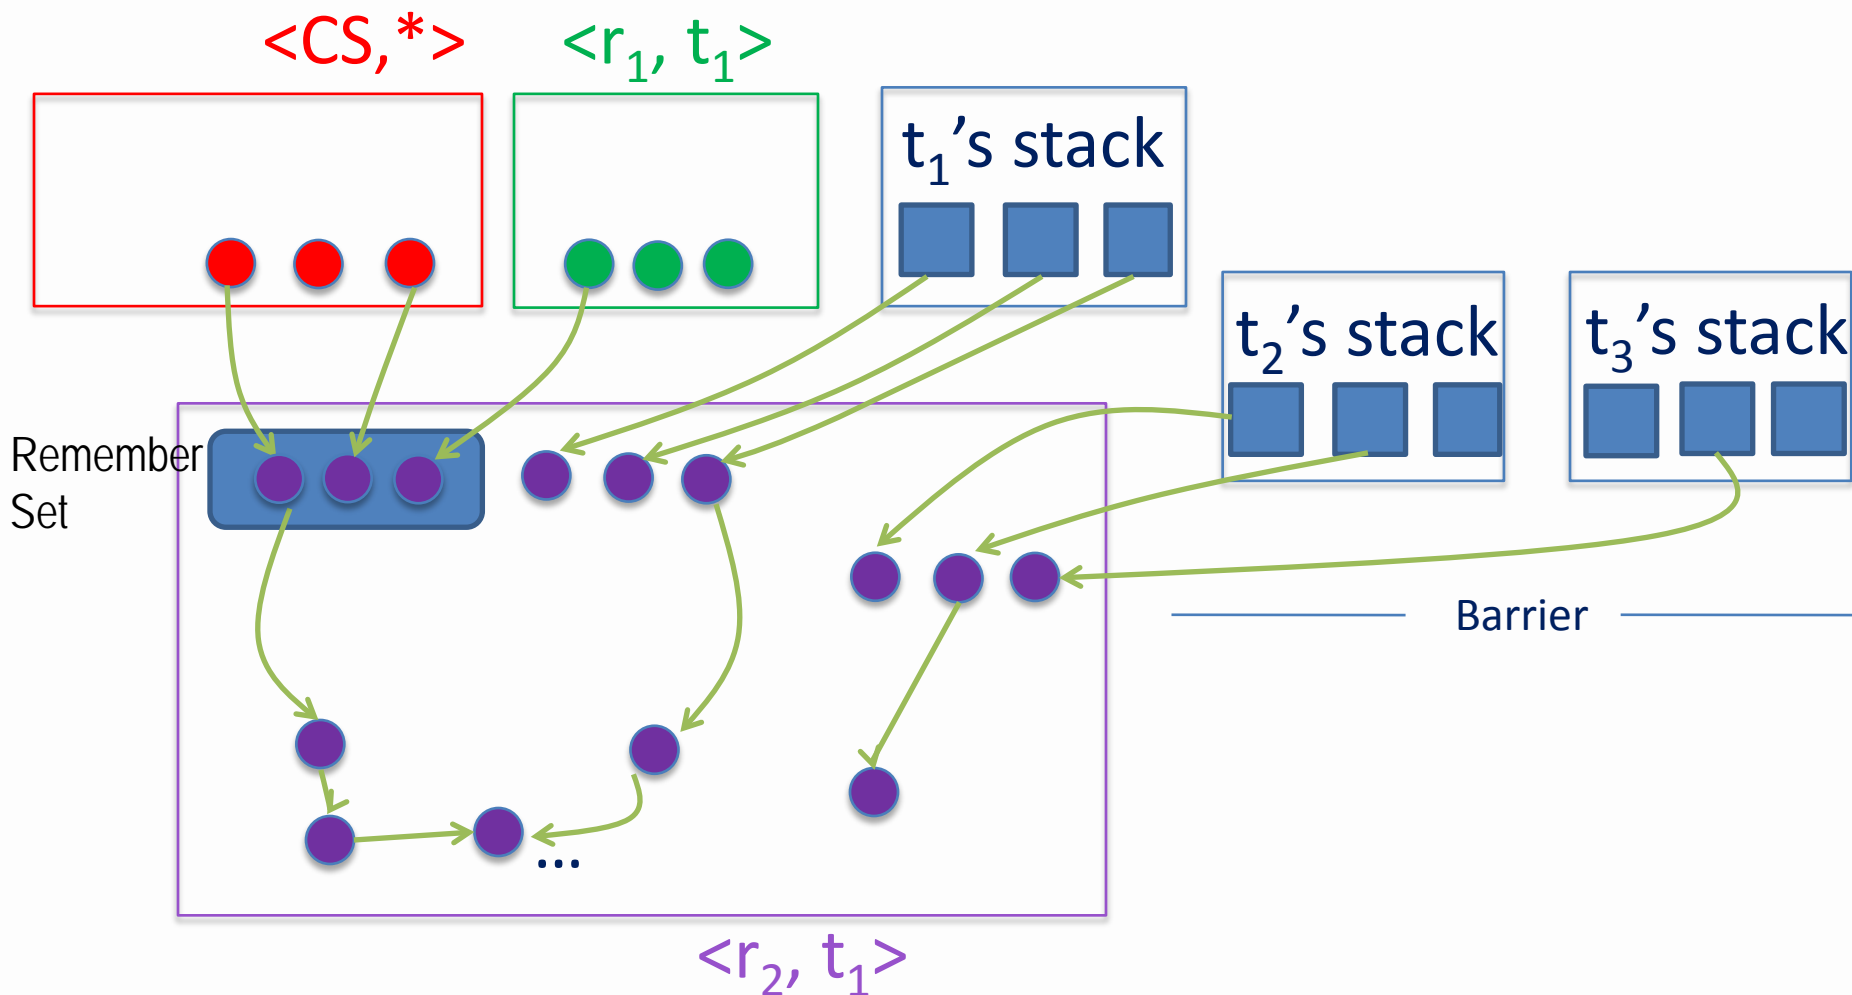 <CS,*>
<r₁, t₁>
t₁’s stack
t₂’s stack
t₃’s stack
Remember
Set
Barrier
...
<r₂, t₁>